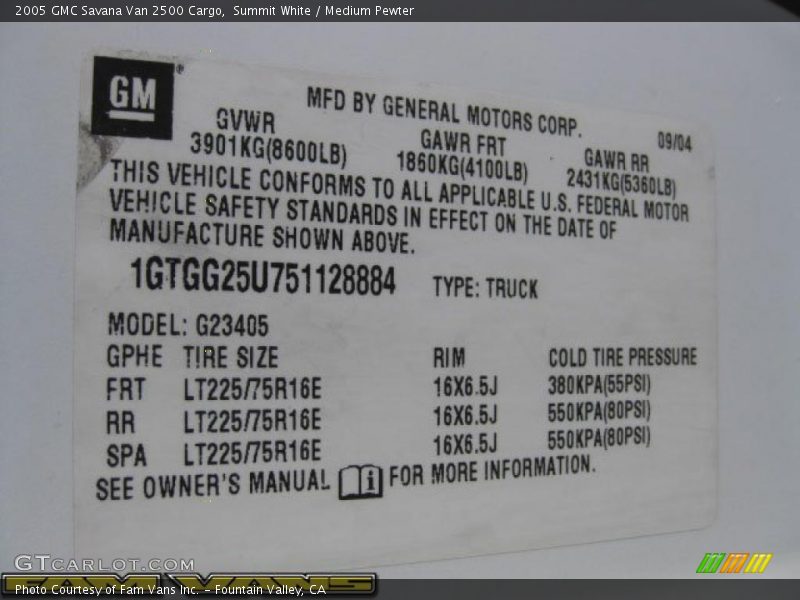 2005 GMC Savana Van 2500 Cargo, Summit White / Medium Pewter
GM
MFD BY GENERAL MOTORS CORP.
09/04
GVWR GAWR FRT GAWR RR
3901KG(8600LB) 1860KG(4100LB) 2431KG(5360LB)
THIS VEHICLE CONFORMS TO ALL APPLICABLE U.S. FEDERAL MOTOR
VEHICLE SAFETY STANDARDS IN EFFECT ON THE DATE OF
MANUFACTURE SHOWN ABOVE.
1GTGG25U751128884 TYPE: TRUCK
MODEL: G23405
GPHE TIRE SIZE RIM COLD TIRE PRESSURE
FRT LT225/75R16E 16X6.5J 380KPA(55PSI)
RR LT225/75R16E 16X6.5J 550KPA(80PSI)
SPA LT225/75R16E 16X6.5J 550KPA(80PSI)
SEE OWNER'S MANUAL i FOR MORE INFORMATION.
GTCARLOT.COM
FAM VANS
Photo Courtesy of Fam Vans Inc. - Fountain Valley, CA